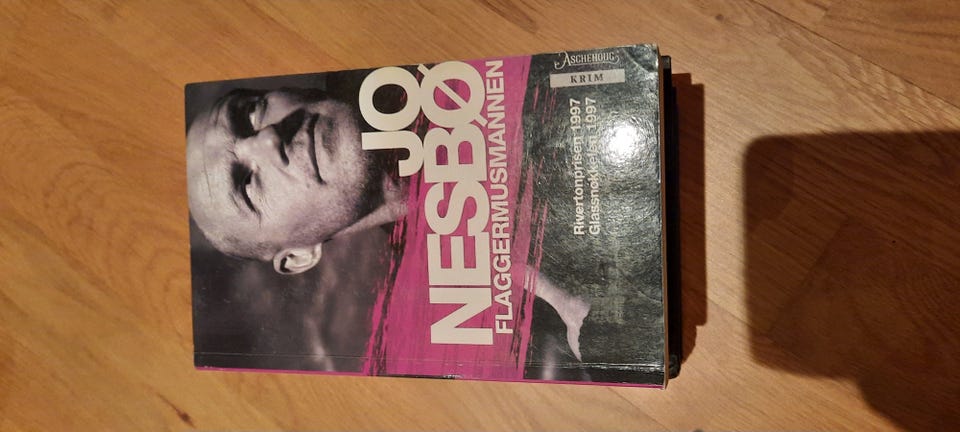 JO
NESBØ
FLAGGERMUSMANNEN
Rivertonprisen 1997
Glassnøkkelen 1997
ASCHEHOUG
KRIM